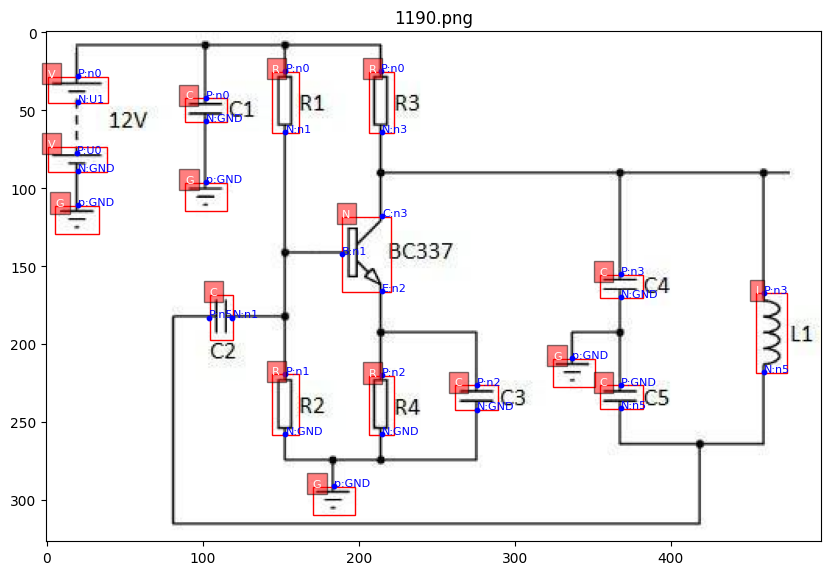 1190.png
0
50
100
150
200
250
300
0
100
200
300
400
V
P:n0
N:U1
12V
V
P:U0
N:GND
G
p:GND
C
P:n0
C1
N:GND
G
p:GND
R
P:n0
R1
N:n1
R
P:n0
R3
N:n3
N
C:n3
B:n1
BC337
E:n2
C
P:n5
N:n1
C2
R
P:n1
R2
N:GND
R
P:n2
R4
N:GND
C
P:n2
C3
N:GND
G
p:GND
C
P:n3
C4
N:GND
G
p:GND
C
P:GND
C5
N:n5
P:n3
L1
N:n5